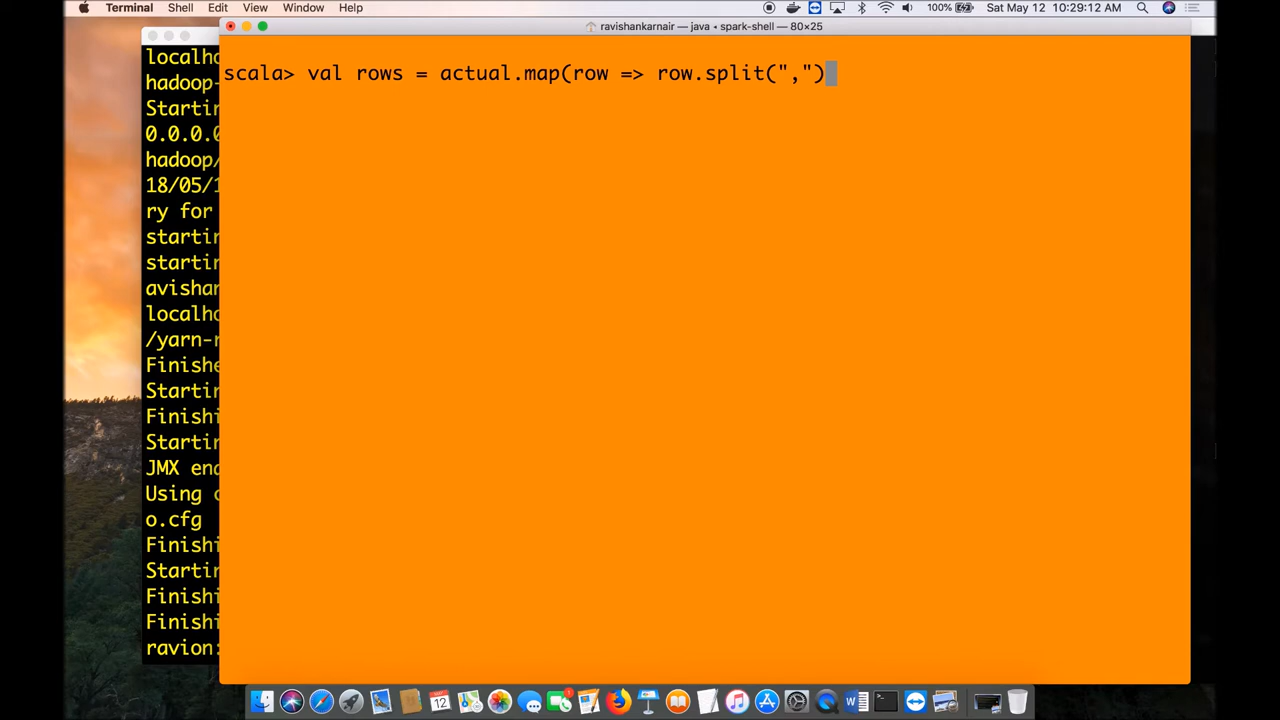 Terminal Shell Edit View Window Help 100% Sat May 12 10:29:12 AM
ravishankarnair — java • spark-shell — 80×25
scala> val rows = actual.map(row => row.split(",")
localho
hadoop-
Startin
0.0.0.0
hadoop/
18/05/1
ry for
startin
startin
avishan
localho
/yarn-r
Finishe
Startin
Finishi
Startin
JMX ena
Using c
o.cfg
Finishi
Startin
Finishi
Finishi
ravion: